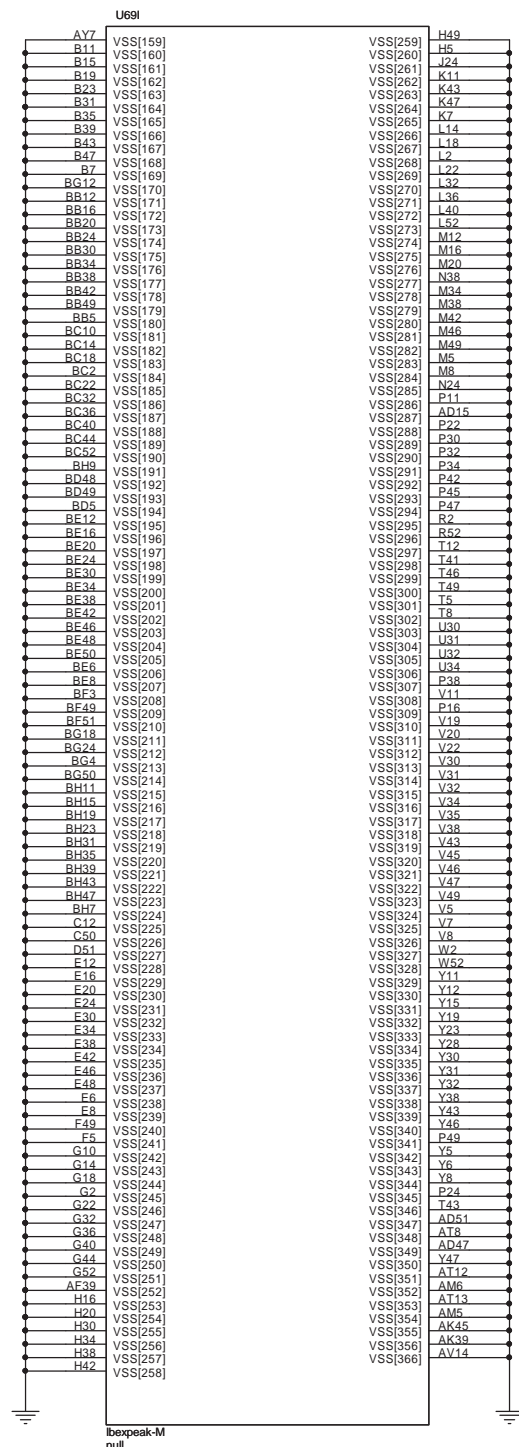 U69I
AY7 VSS[159] VSS[259] H49
B11 VSS[160] VSS[260] H5
B15 VSS[161] VSS[261] J24
B19 VSS[162] VSS[262] K11
B23 VSS[163] VSS[263] K43
B31 VSS[164] VSS[264] K47
B35 VSS[165] VSS[265] K7
B39 VSS[166] VSS[266] L14
B43 VSS[167] VSS[267] L18
B47 VSS[168] VSS[268] L2
B7 VSS[169] VSS[269] L22
BG12 VSS[170] VSS[270] L32
BB12 VSS[171] VSS[271] L36
BB16 VSS[172] VSS[272] L40
BB20 VSS[173] VSS[273] L52
BB24 VSS[174] VSS[274] M12
BB30 VSS[175] VSS[275] M16
BB34 VSS[176] VSS[276] M20
BB38 VSS[177] VSS[277] N38
BB42 VSS[178] VSS[278] M34
BB49 VSS[179] VSS[279] M38
BB5 VSS[180] VSS[280] M42
BC10 VSS[181] VSS[281] M46
BC14 VSS[182] VSS[282] M49
BC18 VSS[183] VSS[283] M5
BC2 VSS[184] VSS[284] M8
BC22 VSS[185] VSS[285] N24
BC32 VSS[186] VSS[286] P11
BC36 VSS[187] VSS[287] AD15
BC40 VSS[188] VSS[288] P22
BC44 VSS[189] VSS[289] P30
BC52 VSS[190] VSS[290] P32
BH9 VSS[191] VSS[291] P34
BD48 VSS[192] VSS[292] P42
BD49 VSS[193] VSS[293] P45
BD5 VSS[194] VSS[294] P47
BE12 VSS[195] VSS[295] R2
BE16 VSS[196] VSS[296] R52
BE20 VSS[197] VSS[297] T12
BE24 VSS[198] VSS[298] T41
BE30 VSS[199] VSS[299] T46
BE34 VSS[200] VSS[300] T49
BE38 VSS[201] VSS[301] T5
BE42 VSS[202] VSS[302] T8
BE46 VSS[203] VSS[303] U30
BE48 VSS[204] VSS[304] U31
BE50 VSS[205] VSS[305] U32
BE6 VSS[206] VSS[306] U34
BE8 VSS[207] VSS[307] P38
BF3 VSS[208] VSS[308] V11
BF49 VSS[209] VSS[309] P16
BF51 VSS[210] VSS[310] V19
BG18 VSS[211] VSS[311] V20
BG24 VSS[212] VSS[312] V22
BG4 VSS[213] VSS[313] V30
BG50 VSS[214] VSS[314] V31
BH11 VSS[215] VSS[315] V32
BH15 VSS[216] VSS[316] V34
BH19 VSS[217] VSS[317] V35
BH23 VSS[218] VSS[318] V38
BH31 VSS[219] VSS[319] V43
BH35 VSS[220] VSS[320] V45
BH39 VSS[221] VSS[321] V46
BH43 VSS[222] VSS[322] V47
BH47 VSS[223] VSS[323] V49
BH7 VSS[224] VSS[324] V5
C12 VSS[225] VSS[325] V7
C50 VSS[226] VSS[326] V8
D51 VSS[227] VSS[327] W2
E12 VSS[228] VSS[328] W52
E16 VSS[229] VSS[329] Y11
E20 VSS[230] VSS[330] Y12
E24 VSS[231] VSS[331] Y15
E30 VSS[232] VSS[332] Y19
E34 VSS[233] VSS[333] Y23
E38 VSS[234] VSS[334] Y28
E42 VSS[235] VSS[335] Y30
E46 VSS[236] VSS[336] Y31
E48 VSS[237] VSS[337] Y32
E6 VSS[238] VSS[338] Y38
E8 VSS[239] VSS[339] Y43
F49 VSS[240] VSS[340] Y46
F5 VSS[241] VSS[341] P49
G10 VSS[242] VSS[342] Y5
G14 VSS[243] VSS[343] Y6
G18 VSS[244] VSS[344] Y8
G2 VSS[245] VSS[345] P24
G22 VSS[246] VSS[346] T43
G32 VSS[247] VSS[347] AD51
G36 VSS[248] VSS[348] AT8
G40 VSS[249] VSS[349] AD47
G44 VSS[250] VSS[350] Y47
G52 VSS[251] VSS[351] AT12
AF39 VSS[252] VSS[352] AM6
H16 VSS[253] VSS[353] AT13
H20 VSS[254] VSS[354] AM5
H30 VSS[255] VSS[355] AK45
H34 VSS[256] VSS[356] AK39
H38 VSS[257] VSS[366] AV14
H42 VSS[258]
Ibexpeak-M
null